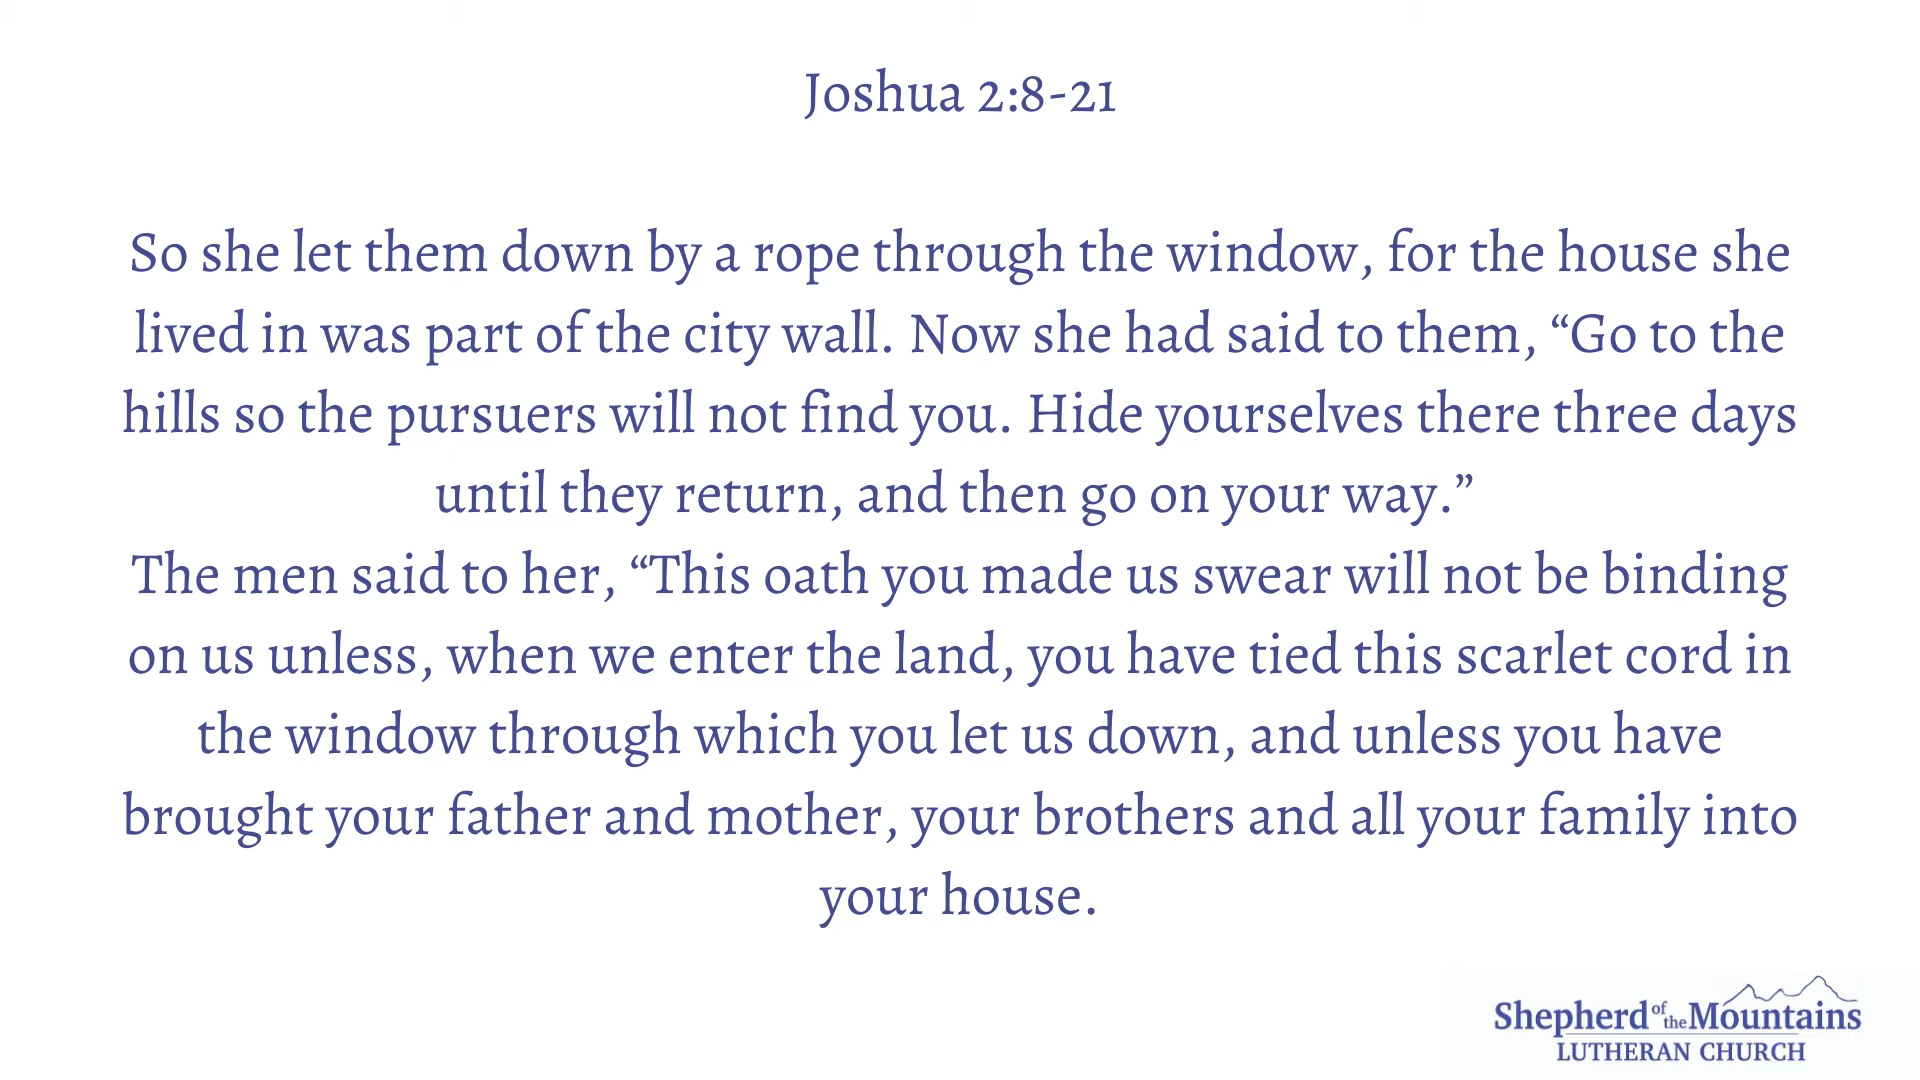 Joshua 2:8-21
So she let them down by a rope through the window, for the house she
lived in was part of the city wall. Now she had said to them, “Go to the
hills so the pursuers will not find you. Hide yourselves there three days
until they return, and then go on your way.”
The men said to her, “This oath you made us swear will not be binding
on us unless, when we enter the land, you have tied this scarlet cord in
the window through which you let us down, and unless you have
brought your father and mother, your brothers and all your family into
your house.
Shepherd of the Mountains
LUTHERAN CHURCH